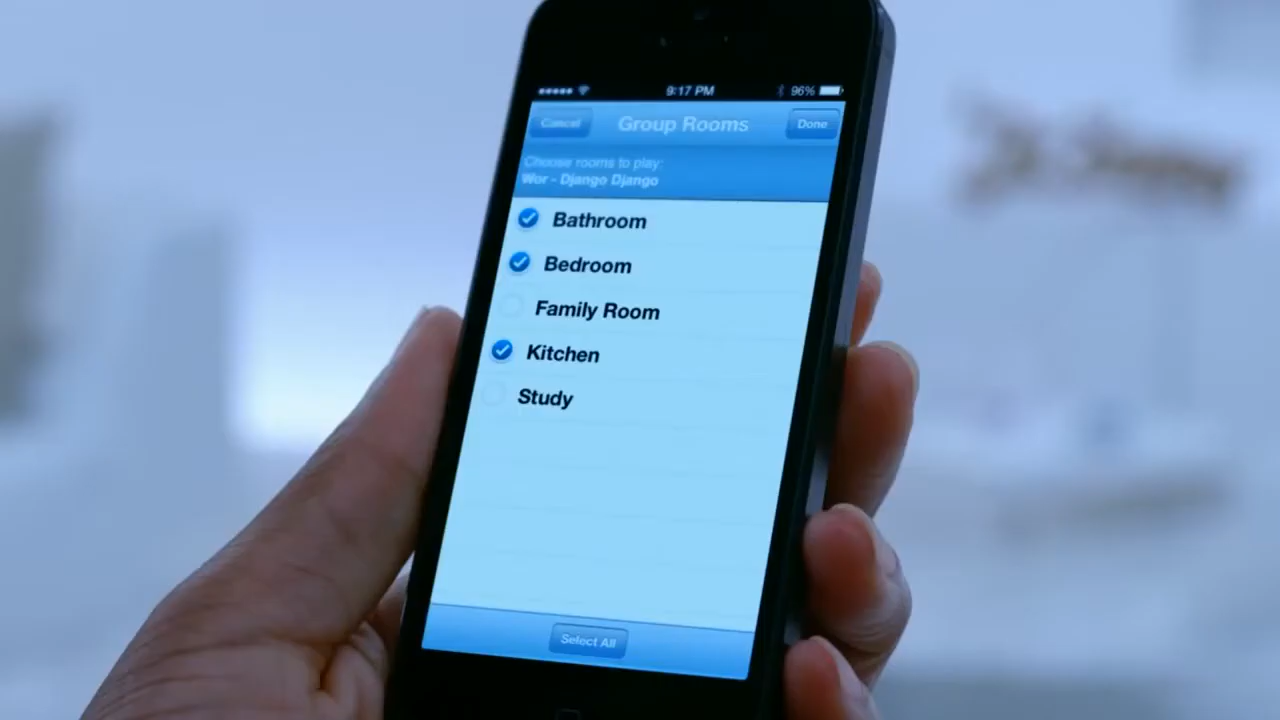 9:17 PM
96%
Cancel
Group Rooms
Done
Choose rooms to play:
Wor - Django Django
Bathroom
Bedroom
Family Room
Kitchen
Study
Select All